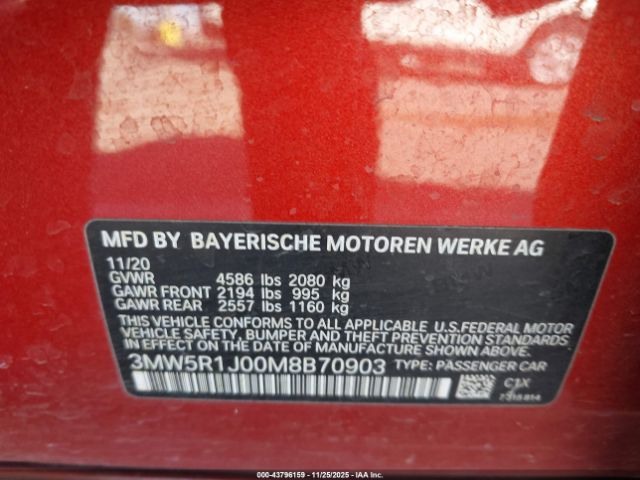 MFD BY BAYERISCHE MOTOREN WERKE AG
11/20
GVWR 4586 lbs 2080 kg
GAWR FRONT 2194 lbs 995 kg
GAWR REAR 2557 lbs 1160 kg
THIS VEHICLE CONFORMS TO ALL APPLICABLE U.S.FEDERAL MOTOR
VEHICLE SAFETY, BUMPER AND THEFT PREVENTION STANDARDS
IN EFFECT ON THE DATE OF MANUFACTURE SHOWN ABOVE.
3MW5R1J00M8B70903 TYPE: PASSENGER CAR
C1X
7318814
000-43796159 - 11/25/2025 - IAA Inc.